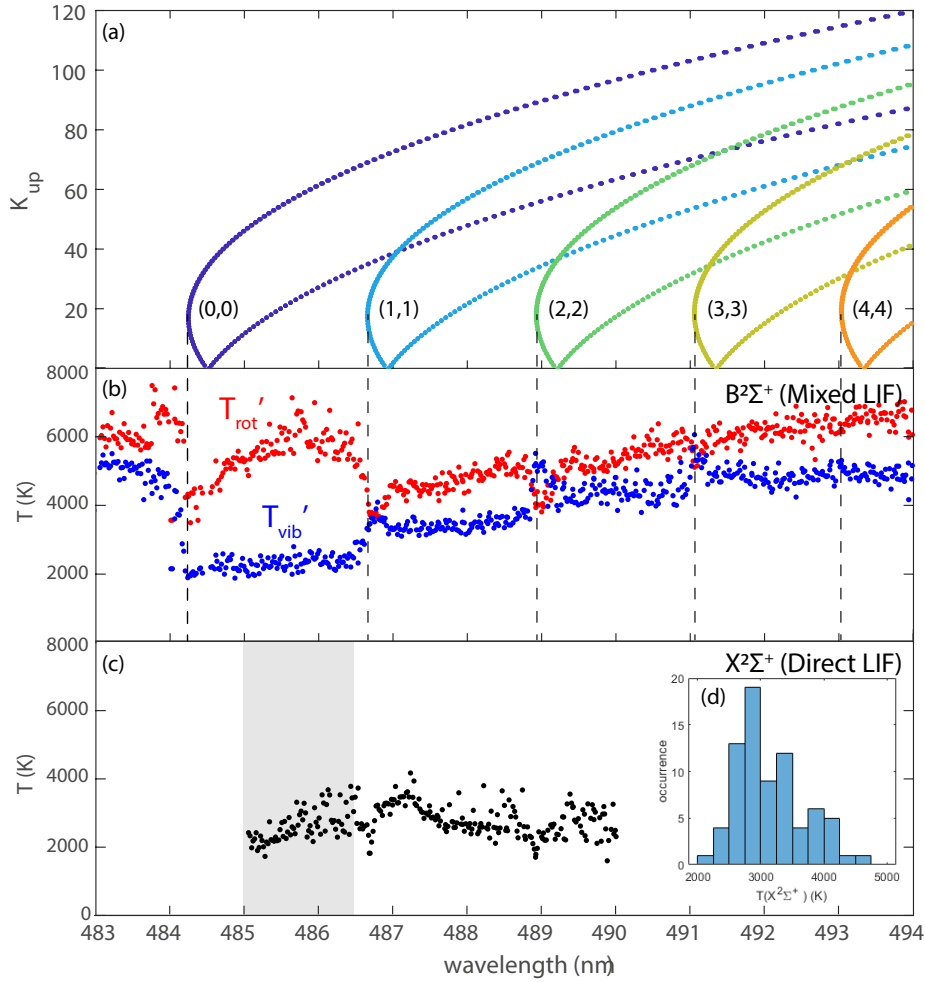 120
(a)
100
80
K_up
60
40
20
(0,0)
(1,1)
(2,2)
(3,3)
(4,4)
8000
(b)
B²Σ⁺ (Mixed LIF)
T_rot′
6000
T (K)
4000
T_vib′
2000
8000
(c)
X²Σ⁺ (Direct LIF)
6000
T (K)
4000
2000
0
20
(d)
15
occurrence
10
5
0
2000 3000 4000 5000
T(X²Σ⁺) (K)
483 484 485 486 487 488 489 490 491 492 493 494
wavelength (nm)